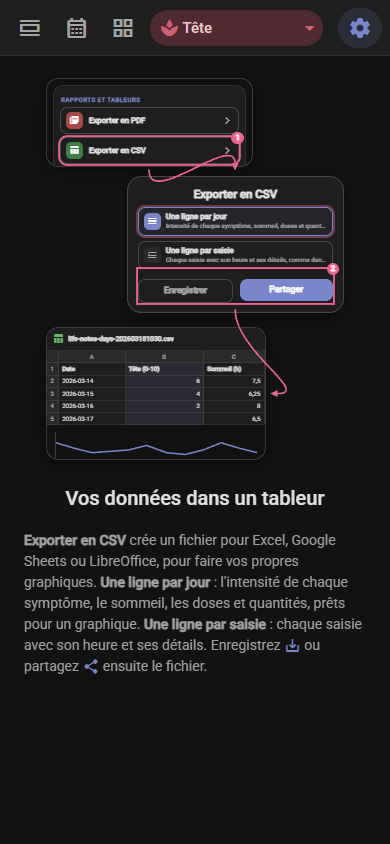 Tête
RAPPORTS ET TABLEURS
Exporter en PDF
Exporter en CSV
1
Exporter en CSV
Une ligne par jour
Intensité de chaque symptôme, sommeil, doses et quant...
Une ligne par saisie
Chaque saisie avec son heure et ses détails, comme dan...
2
Enregistrer
Partager
life-notes-days-202603181030.csv
A B C
1 Date Tête (0-10) Sommeil (h)
2 2026-03-14 6 7,5
3 2026-03-15 4 6,25
4 2026-03-16 2 8
5 2026-03-17 6,5
Vos données dans un tableur
Exporter en CSV crée un fichier pour Excel, Google
Sheets ou LibreOffice, pour faire vos propres
graphiques. Une ligne par jour : l'intensité de chaque
symptôme, le sommeil, les doses et quantités, prêts
pour un graphique. Une ligne par saisie : chaque saisie
avec son heure et ses détails. Enregistrez ou
partagez ensuite le fichier.